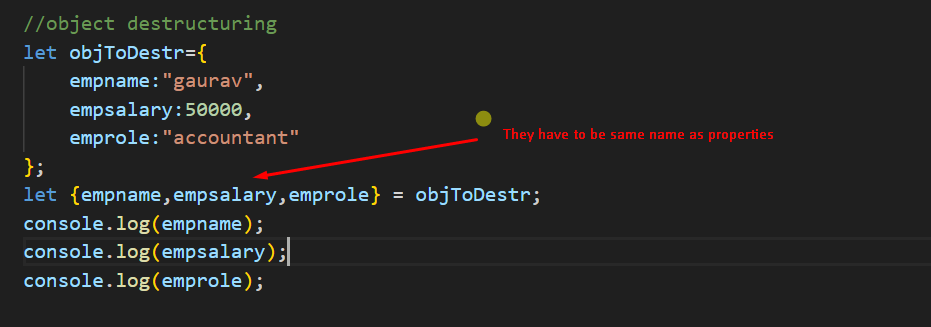 //object destructuring
let objToDestr={
empname:"gaurav",
empsalary:50000,
emprole:"accountant"
They have to be same name as properties
};
let {empname,empsalary,emprole} = objToDestr;
console.log(empname);
console.log(empsalary);
console.log(emprole);